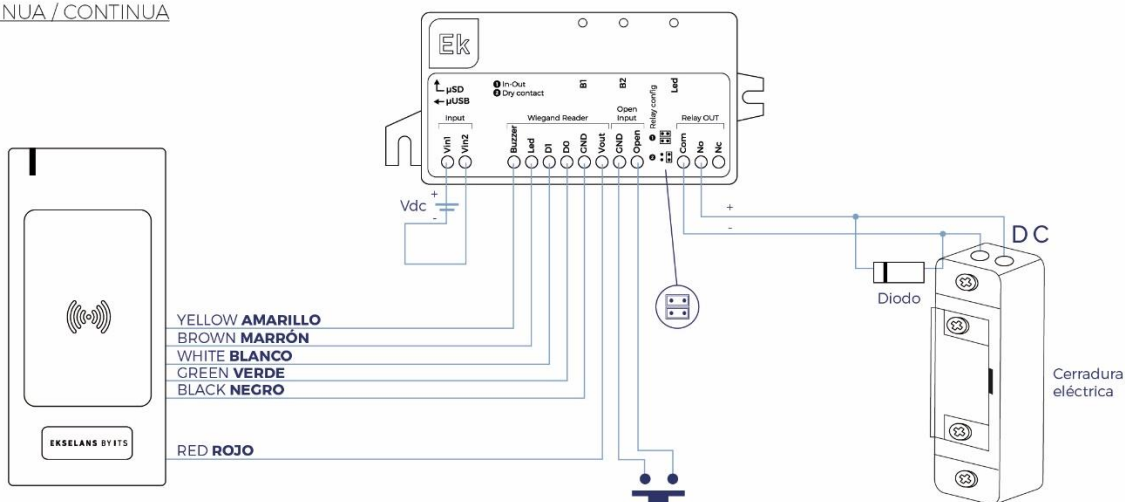 NUA / CONTINUA
Ek
µSD
µUSB
1 In-Out
2 Dry contact
B1
B2
Led
Input
Wiegand Reader
Open
Input
Relay config
1
2
Relay OUT
Vin1
Vin2
Buzzer
Led
D1
D0
GND
Vout
GND
Open
Com
No
Nc
Vdc
+
-
+
-
DC
Diodo
Cerradura
eléctrica
YELLOW AMARILLO
BROWN MARRÓN
WHITE BLANCO
GREEN VERDE
BLACK NEGRO
RED ROJO
EKSELANS BY ITS